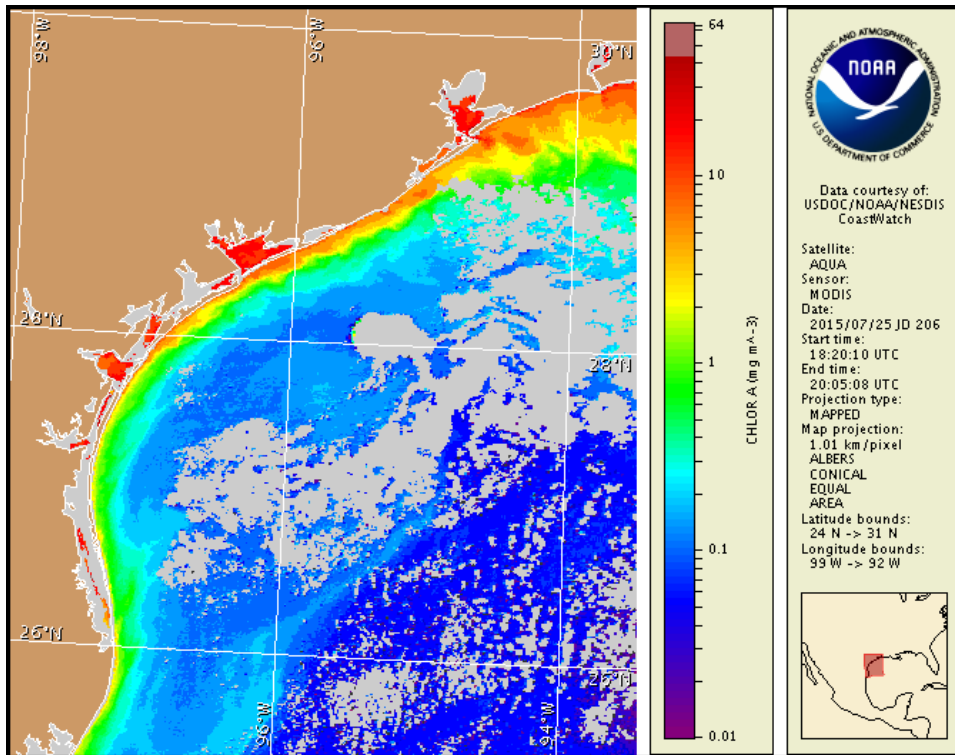 98°W
96°W
30°N
28°N
28°N
26°N
26°N
96°W
94°W
64
10
1
0.1
0.01
CHLOR A (mg m^-3)
NATIONAL OCEANIC AND ATMOSPHERIC ADMINISTRATION
NOAA
U.S. DEPARTMENT OF COMMERCE
Data courtesy of:
USDOC/NOAA/NESDIS
CoastWatch
Satellite:
AQUA
Sensor:
MODIS
Date:
2015/07/25 JD 206
Start time:
18:20:10 UTC
End time:
20:05:08 UTC
Projection type:
MAPPED
Map projection:
1.01 km/pixel
ALBERS
CONICAL
EQUAL
AREA
Latitude bounds:
24 N -> 31 N
Longitude bounds:
99 W -> 92 W